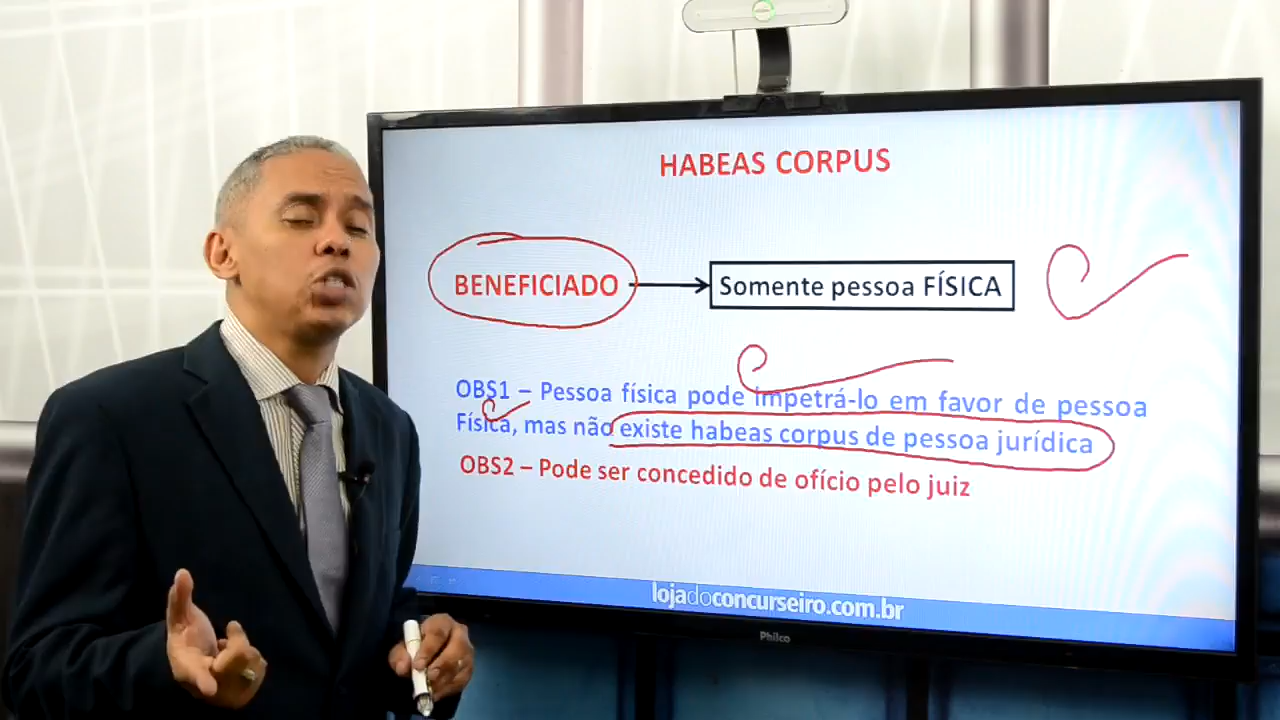 HABEAS CORPUS
BENEFICIADO
Somente pessoa FÍSICA
OBS1 – Pessoa física pode impetrá-lo em favor de pessoa
Física, mas não existe habeas corpus de pessoa jurídica
OBS2 – Pode ser concedido de ofício pelo juiz
lojadoconcurseiro.com.br
Philco